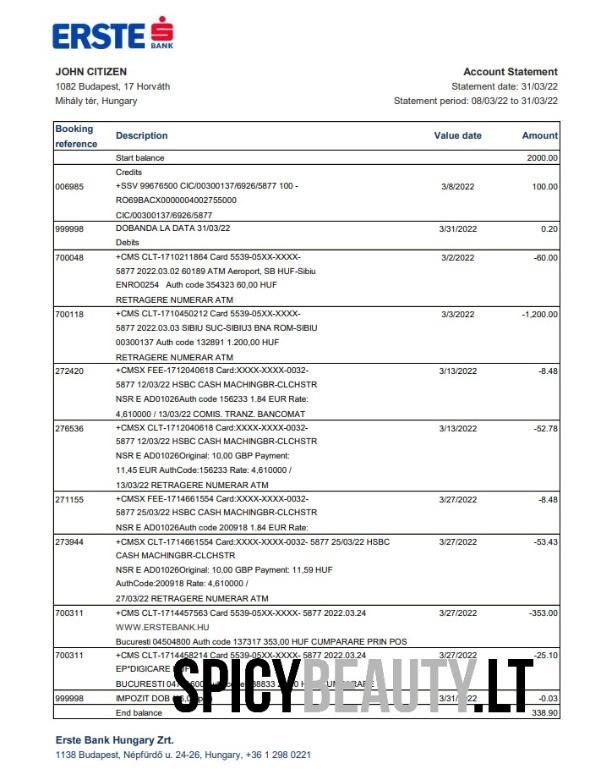 ERSTE
BANK
JOHN CITIZEN
1082 Budapest, 17 Horváth
Mihály tér, Hungary
Account Statement
Statement date: 31/03/22
Statement period: 08/03/22 to 31/03/22
Booking reference Description Value date Amount
Start balance 2000.00
Credits
006985 +SSV 99676500 CIC/00300137/6926/5877 100 - 3/8/2022 100.00
RO69BACX0000004002755000
CIC/00300137/6926/5877
999998 DOBANDA LA DATA 31/03/22 3/31/2022 0.20
Debits
700048 +CMS CLT-1710211864 Card 5539-05XX-XXXX- 3/2/2022 -60.00
5877 2022.03.02 60189 ATM Aeroport, SB HUF-Sibiu
ENRO0254 Auth code 354323 60,00 HUF
RETRAGERE NUMERAR ATM
700118 +CMS CLT-1710450212 Card 5539-05XX-XXXX- 3/3/2022 -1,200.00
5877 2022.03.03 SIBIU SUC-SIBIU3 BNA ROM-SIBIU
00300137 Auth code 132891 1.200,00 HUF
RETRAGERE NUMERAR ATM
272420 +CMSX FEE-1712040618 Card:XXXX-XXXX-0032- 3/13/2022 -8.48
5877 12/03/22 HSBC CASH MACHINGBR-CLCHSTR
NSR E AD01026Auth code 156233 1.84 EUR Rate:
4,610000 / 13/03/22 COMIS. TRANZ. BANCOMAT
276536 +CMSX CLT-1712040618 Card:XXXX-XXXX-0032- 3/13/2022 -52.78
5877 12/03/22 HSBC CASH MACHINGBR-CLCHSTR
NSR E AD01026Original: 10,00 GBP Payment:
11,45 EUR AuthCode:156233 Rate: 4,610000 /
13/03/22 RETRAGERE NUMERAR ATM
271155 +CMSX FEE-1714661554 Card:XXXX-XXXX-0032- 3/27/2022 -8.48
5877 25/03/22 HSBC CASH MACHINGBR-CLCHSTR
NSR E AD01026Auth code 200918 1.84 EUR Rate:
273944 +CMSX CLT-1714661554 Card:XXXX-XXXX-0032- 5877 25/03/22 HSBC 3/27/2022 -53.43
CASH MACHINGBR-CLCHSTR
NSR E AD01026Original: 10,00 GBP Payment: 11,59 HUF
AuthCode:200918 Rate: 4,610000 /
27/03/22 RETRAGERE NUMERAR ATM
700311 +CMS CLT-1714457563 Card 5539-05XX-XXXX- 5877 2022.03.24 3/27/2022 -353.00
WWW.ERSTEBANK.HU
Bucuresti 04504800 Auth code 137317 353,00 HUF CUMPARARE PRIN POS
700311 +CMS CLT-1714458214 Card 5539-05XX-XXXX- 5877 2022.03.24 3/27/2022 -25.10
EP*DIGICARE
BUCURESTI
999998 IMPOZIT DOB -0.03
End balance 338.90
SPICYBEAUTY.LT
Erste Bank Hungary Zrt.
1138 Budapest, Népfürdő u. 24-26, Hungary, +36 1 298 0221